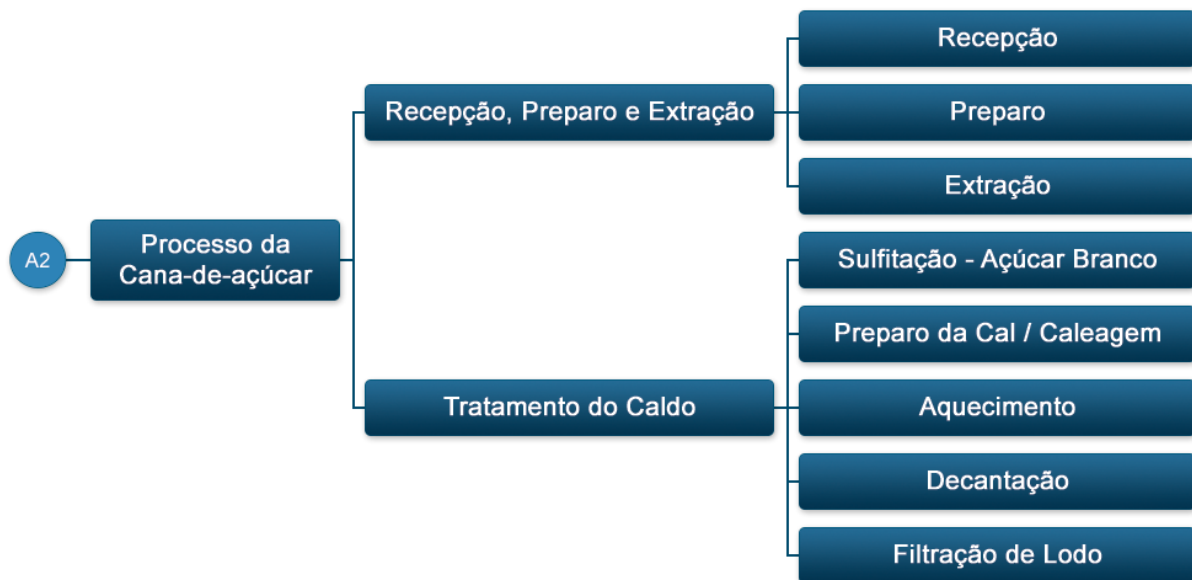 A2
Processo da
Cana-de-açúcar
Recepção, Preparo e Extração
Recepção
Preparo
Extração
Tratamento do Caldo
Sulfitação - Açúcar Branco
Preparo da Cal / Caleagem
Aquecimento
Decantação
Filtração de Lodo